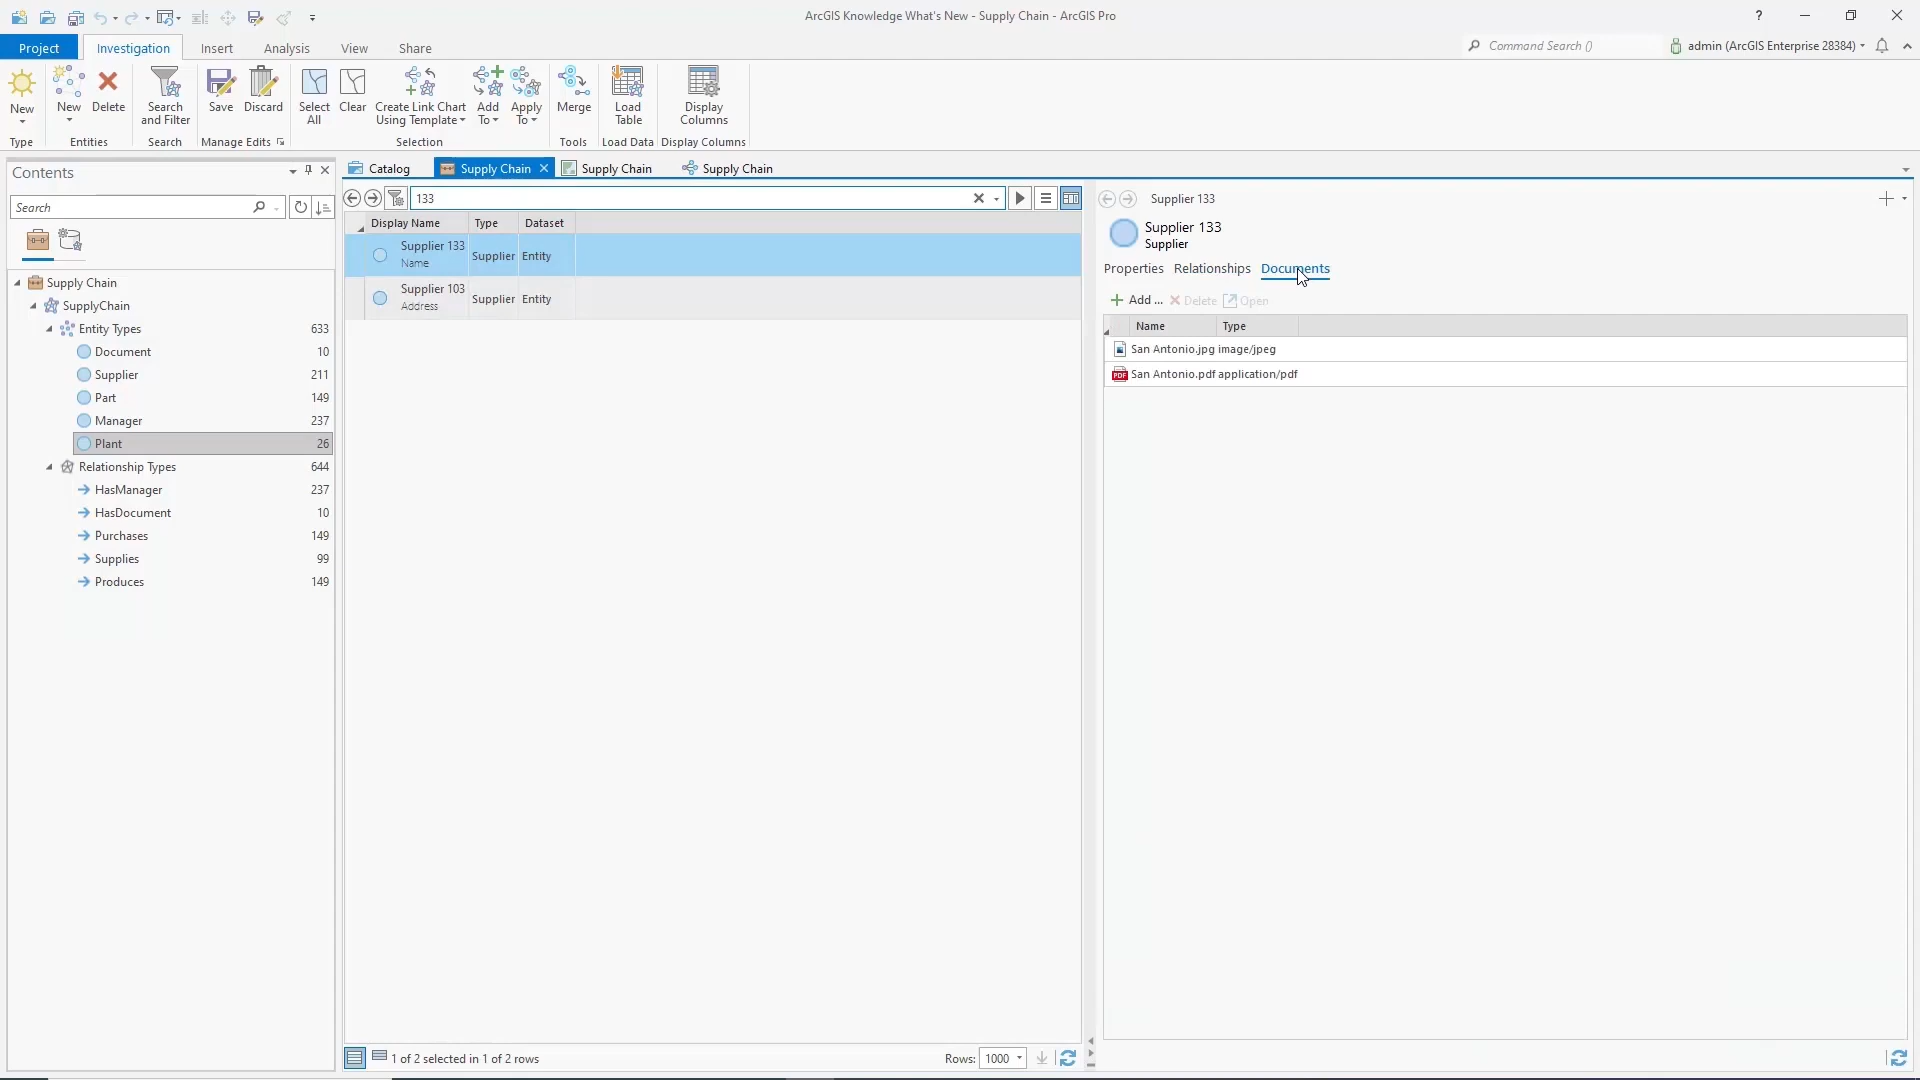 ArcGIS Knowledge What's New - Supply Chain - ArcGIS Pro
?
Project
Investigation
Insert
Analysis
View
Share
Command Search ()
admin (ArcGIS Enterprise 28384)
New
New
Delete
Search
and Filter
Save
Discard
Select
All
Clear
Create Link Chart
Using Template
Add
To
Apply
To
Merge
Load
Table
Display
Columns
Type
Entities
Search
Manage Edits
Selection
Tools
Load Data
Display Columns
Contents
Search
Supply Chain
SupplyChain
Entity Types 633
Document 10
Supplier 211
Part 149
Manager 237
Plant 26
Relationship Types 644
HasManager 237
HasDocument 10
Purchases 149
Supplies 99
Produces 149
Catalog
Supply Chain
Supply Chain
Supply Chain
133
Display Name Type Dataset
Supplier 133
Name
Supplier Entity
Supplier 103
Address
Supplier Entity
1 of 2 selected in 1 of 2 rows
Rows: 1000
Supplier 133
Supplier 133
Supplier
Properties Relationships Documents
Add ... Delete Open
Name Type
San Antonio.jpg image/jpeg
PDF San Antonio.pdf application/pdf